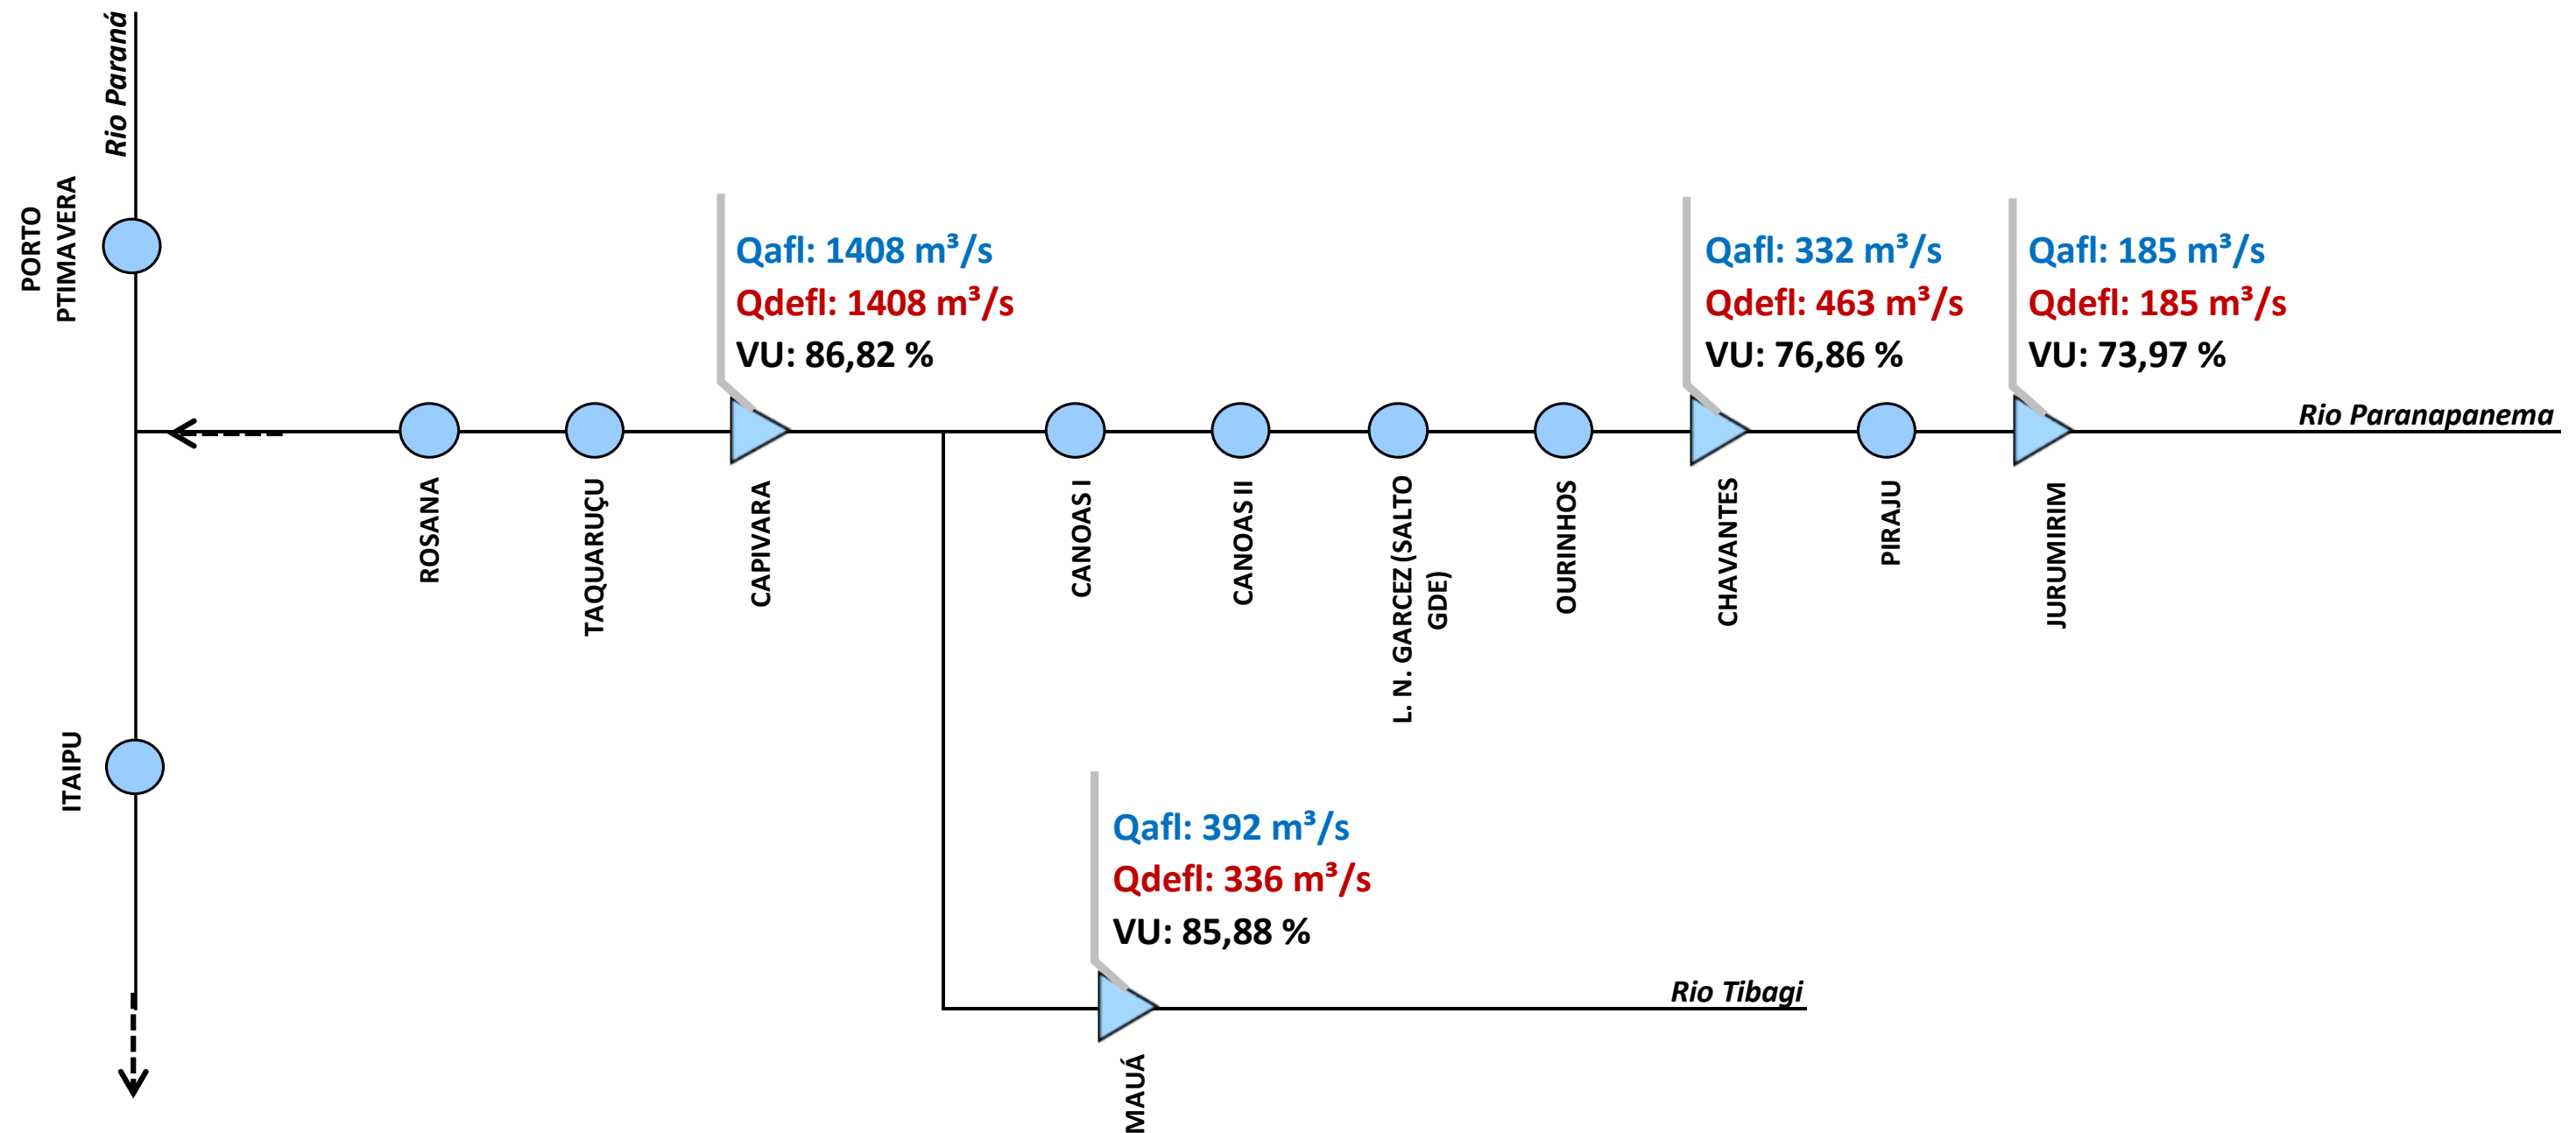 Rio Paraná
PORTO
PTIMAVERA
Qafl: 1408 m³/s
Qdefl: 1408 m³/s
VU: 86,82 %
Qafl: 332 m³/s
Qdefl: 463 m³/s
VU: 76,86 %
Qafl: 185 m³/s
Qdefl: 185 m³/s
VU: 73,97 %
Rio Paranapanema
ROSANA
TAQUARUÇU
CAPIVARA
CANOAS I
CANOAS II
L. N. GARCEZ (SALTO
GDE)
OURINHOS
CHAVANTES
PIRAJU
JURUMIRIM
ITAIPU
Qafl: 392 m³/s
Qdefl: 336 m³/s
VU: 85,88 %
Rio Tibagi
MAUÁ